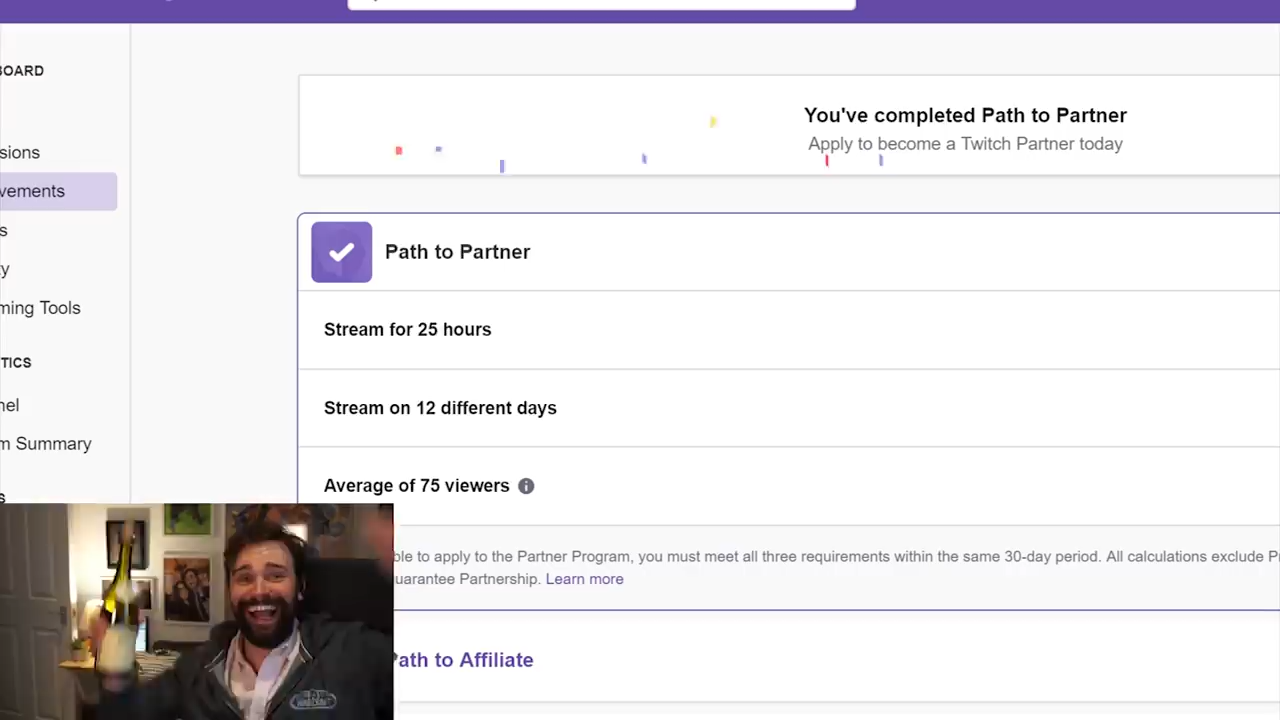 BOARD
sions
vements
s
ty
ming Tools
TICS
nel
m Summary
s
You've completed Path to Partner
Apply to become a Twitch Partner today
Path to Partner
Stream for 25 hours
Stream on 12 different days
Average of 75 viewers
ble to apply to the Partner Program, you must meet all three requirements within the same 30-day period. All calculations exclude P
uarantee Partnership. Learn more
ath to Affiliate
WARCRAFT